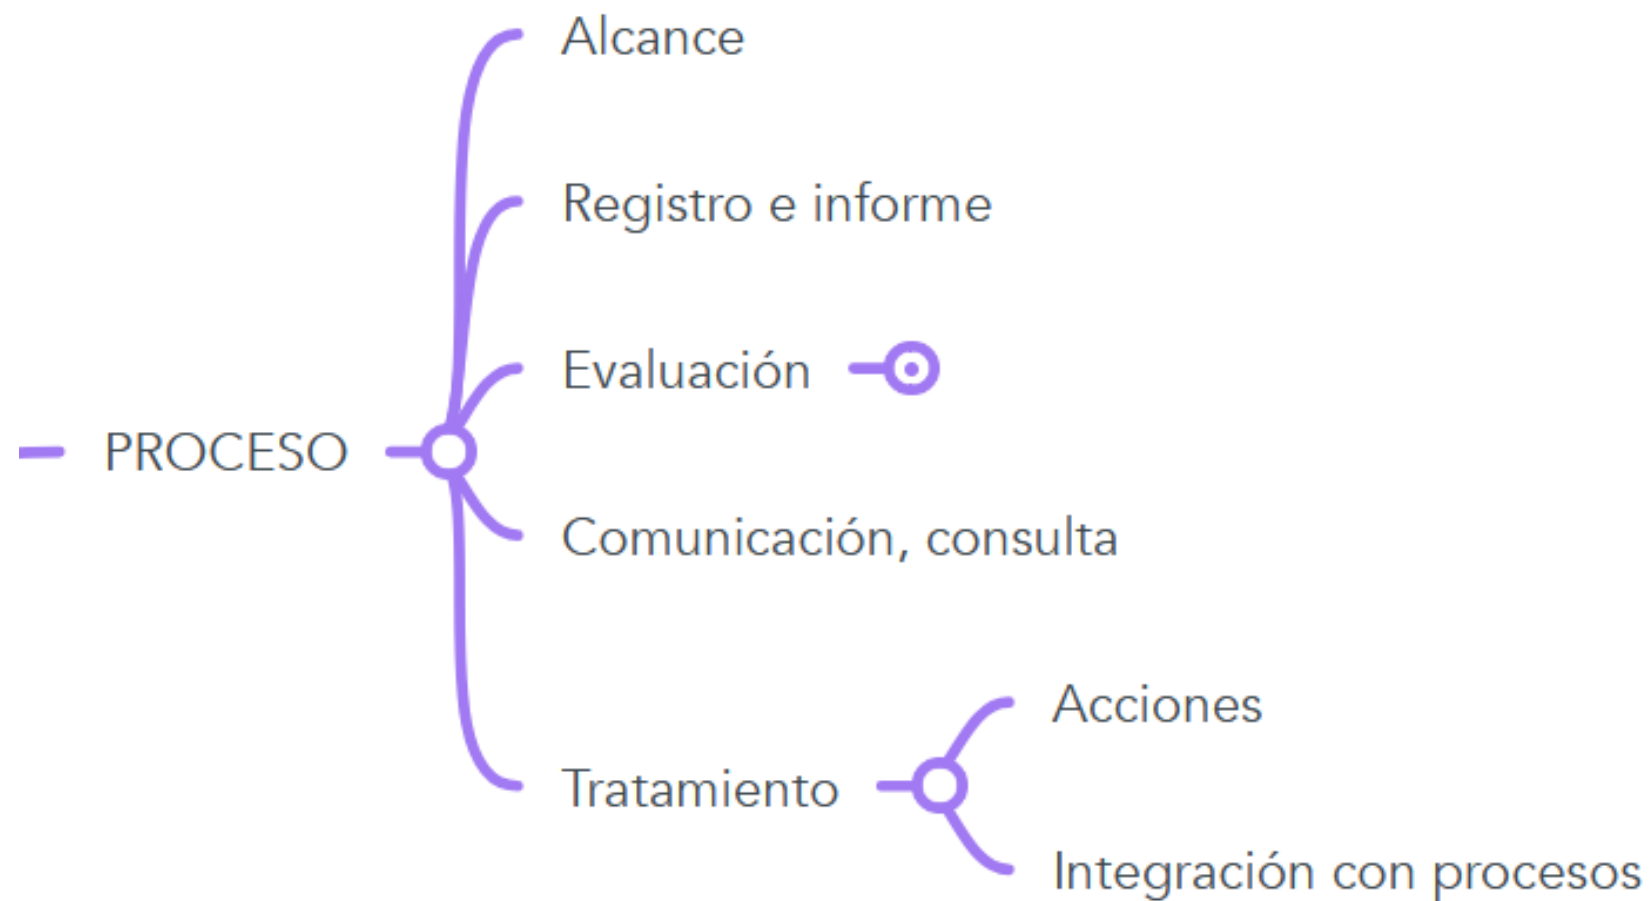 Alcance
Registro e informe
Evaluación
PROCESO
Comunicación, consulta
Acciones
Tratamiento
Integración con procesos